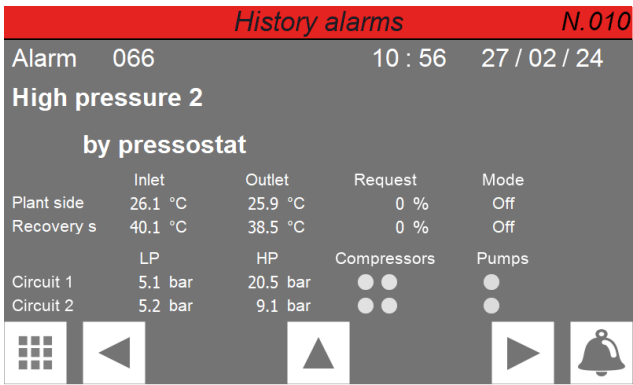 History alarms N.010
Alarm 066 10 : 56 27 / 02 / 24
High pressure 2
by pressostat
Inlet Outlet Request Mode
Plant side 26.1 °C 25.9 °C 0 % Off
Recovery s 40.1 °C 38.5 °C 0 % Off
LP HP Compressors Pumps
Circuit 1 5.1 bar 20.5 bar
Circuit 2 5.2 bar 9.1 bar